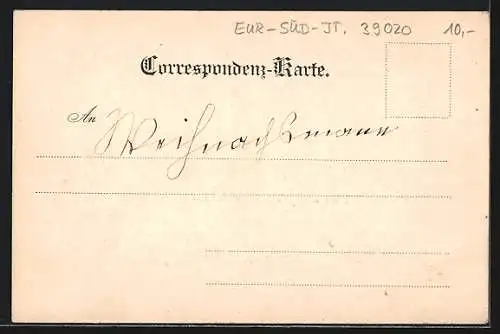 EUR-SÜD-IT. 39020 10,-
Correspondenz-Karte.
An Weihnachtsmann